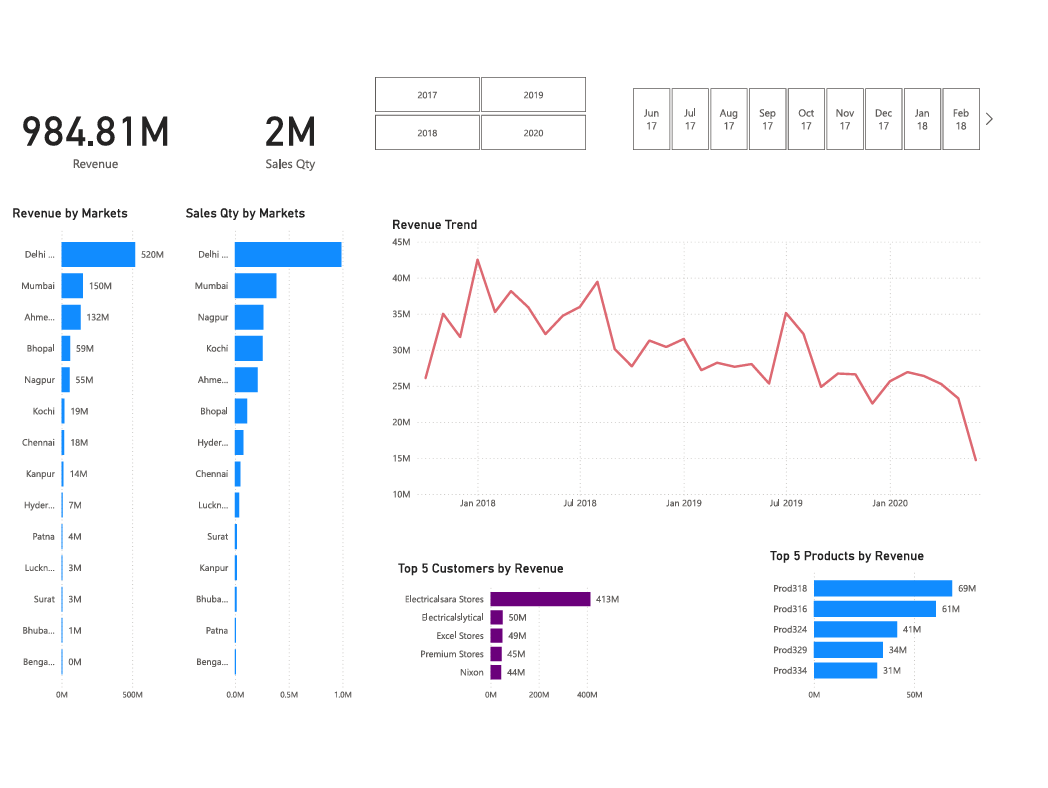 984.81M
Revenue
2M
Sales Qty
2017
2019
2018
2020
Jun 17
Jul 17
Aug 17
Sep 17
Oct 17
Nov 17
Dec 17
Jan 18
Feb 18
Revenue by Markets
Delhi ... 520M
Mumbai 150M
Ahme... 132M
Bhopal 59M
Nagpur 55M
Kochi 19M
Chennai 18M
Kanpur 14M
Hyder... 7M
Patna 4M
Luckn... 3M
Surat 3M
Bhuba... 1M
Benga... 0M
0M 500M
Sales Qty by Markets
Delhi ...
Mumbai
Nagpur
Kochi
Ahme...
Bhopal
Hyder...
Chennai
Luckn...
Surat
Kanpur
Bhuba...
Patna
Benga...
0.0M 0.5M 1.0M
Revenue Trend
45M
40M
35M
30M
25M
20M
15M
10M
Jan 2018 Jul 2018 Jan 2019 Jul 2019 Jan 2020
Top 5 Customers by Revenue
Electricalsara Stores 413M
Electricalslytical 50M
Excel Stores 49M
Premium Stores 45M
Nixon 44M
0M 200M 400M
Top 5 Products by Revenue
Prod318 69M
Prod316 61M
Prod324 41M
Prod329 34M
Prod334 31M
0M 50M